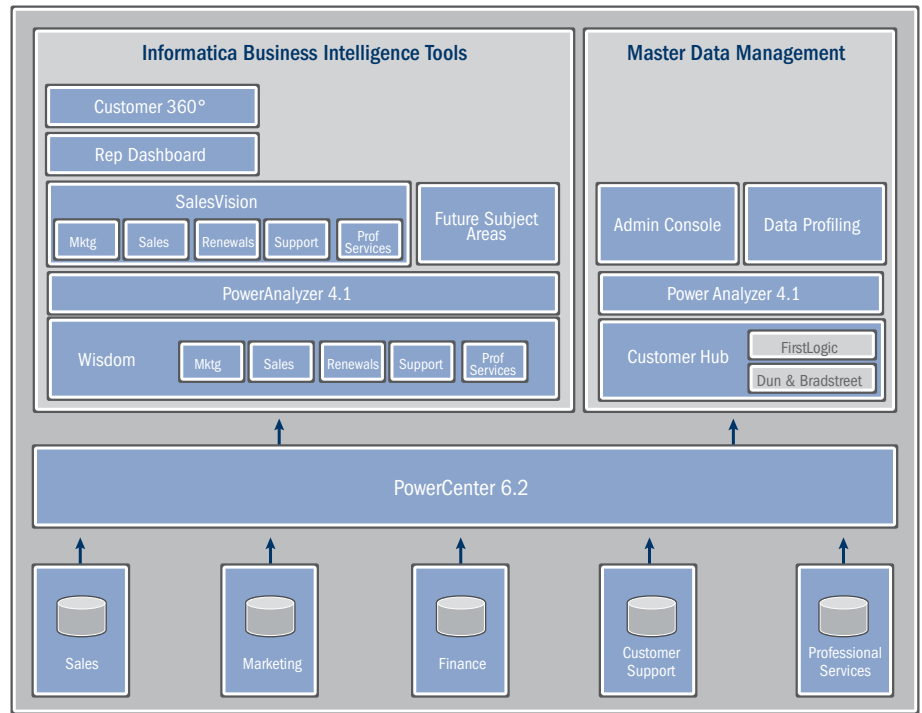 Informatica Business Intelligence Tools
Customer 360°
Rep Dashboard
SalesVision
Mktg
Sales
Renewals
Support
Prof
Services
Future Subject
Areas
PowerAnalyzer 4.1
Wisdom
Mktg
Sales
Renewals
Support
Prof
Services
Master Data Management
Admin Console
Data Profiling
Power Analyzer 4.1
Customer Hub
FirstLogic
Dun & Bradstreet
PowerCenter 6.2
Sales
Marketing
Finance
Customer
Support
Professional
Services